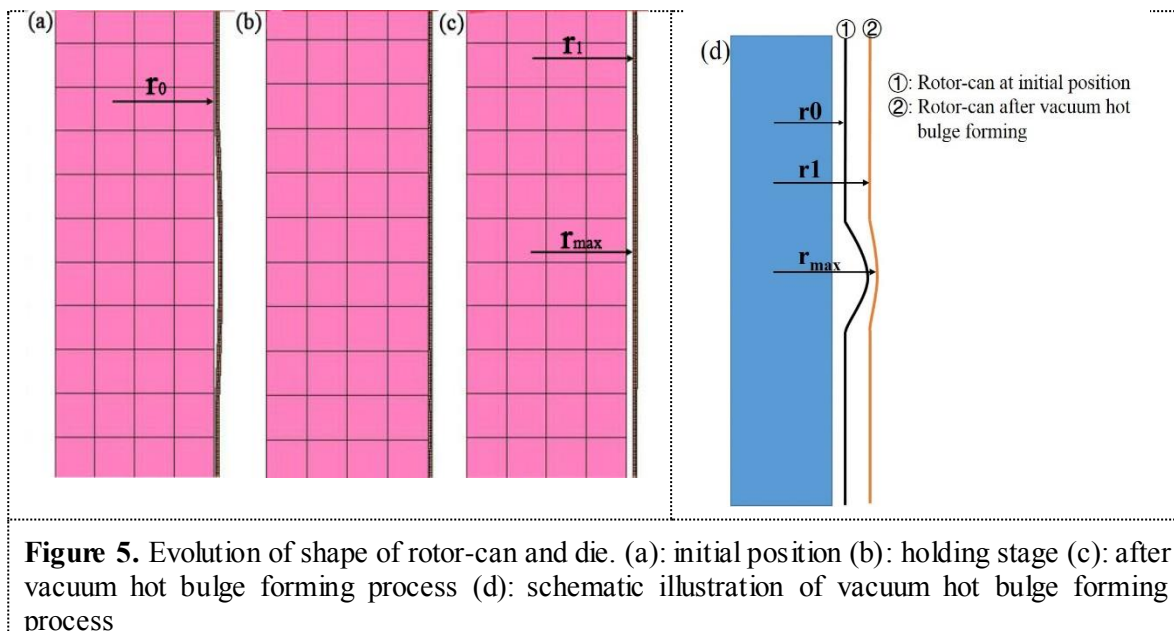 (a)
r0
(b)
(c)
r1
rmax
(d)
① ②
r0
r1
rmax
①: Rotor-can at initial position
②: Rotor-can after vacuum hot
bulge forming
Figure 5. Evolution of shape of rotor-can and die. (a): initial position (b): holding stage (c): after
vacuum hot bulge forming process (d): schematic illustration of vacuum hot bulge forming
process